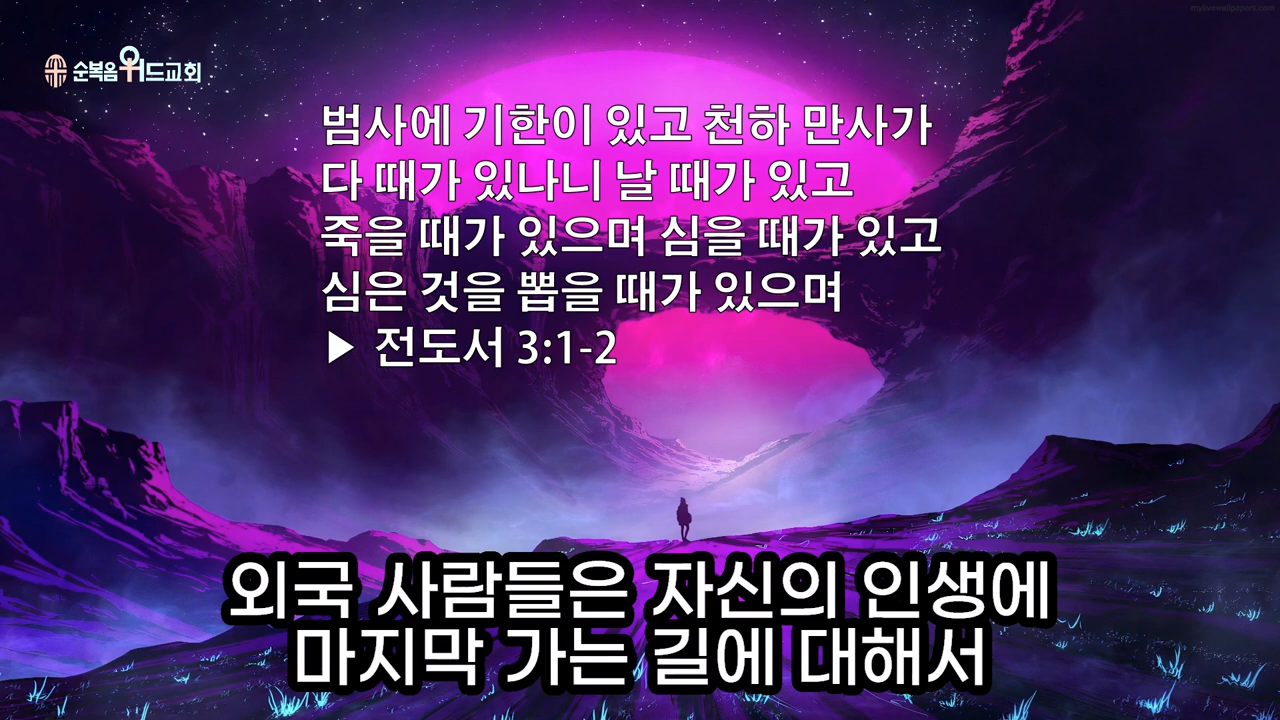 mylivewallpapers.com
순복음워드교회
범사에 기한이 있고 천하 만사가
다 때가 있나니 날 때가 있고
죽을 때가 있으며 심을 때가 있고
심은 것을 뽑을 때가 있으며
▶ 전도서 3:1-2
외국 사람들은 자신의 인생에
마지막 가는 길에 대해서